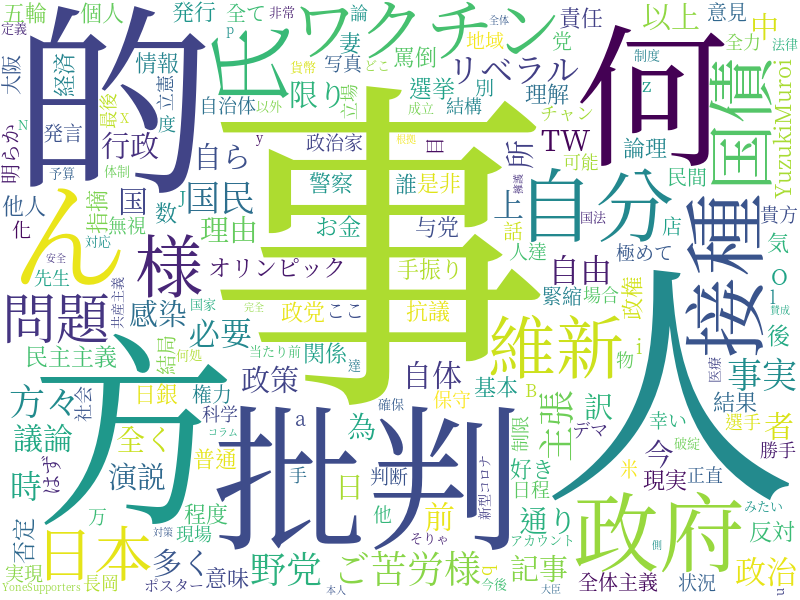 五輪
個人
発行
全て
p
論
非常
全体
ワクチン
責任
以上
意見
中
定義
妻
地域
党
全力
法律
大阪
経済
情報
写真
罵倒
貨幣
どこ
制度
立憲
リベラル
限り
選挙
別
理解
z
自治体
以外
立場
成立
結構
チャン
明らか
N
発言
最後
x
度
的
ヒ
何
国債
YuzukiMuroi
行政
自ら
y
政治家
目
TW
可能
論理
予算
体制
警察
誰
是非
所
民間
他人
指摘
国
数
J
国民
お金
与党
上
擁護
国法
店
貴方
化
無視
理由
話
人達
極めて
気
ん
様
事
自分
接種
対応
安全
先生
オリンピック
手振り
自由
緊縮
場合
政権
O
l
後
共産主義
国家
完全
政党
ここ
抗議
問題
感染
必要
関係
維新
物
i
賛成
民主主義
結局
何処
当たり前
達
医療
事実
方々
社会
日銀
権力
政策
自体
基本
B
結果
確保
保守
科学
コラム
議論
全く
為
a
制限
主張
訳
デマ
幸い
選手
者
勝手
方
批判
人
時
はず
演説
普通
手
判断
新型コロナ
好き
日程
米
今
破綻
現実
正直
否定
万
程度
現場
日
他
前
通り
みたい
反対
日本
多く
対策
そりゃ
アカウント
政府
側
実現
野党
ご苦労様
q
記事
政治
YoneSupporters
長岡
ポスター
意味
本人
今後
全体主義
大臣
状況
u